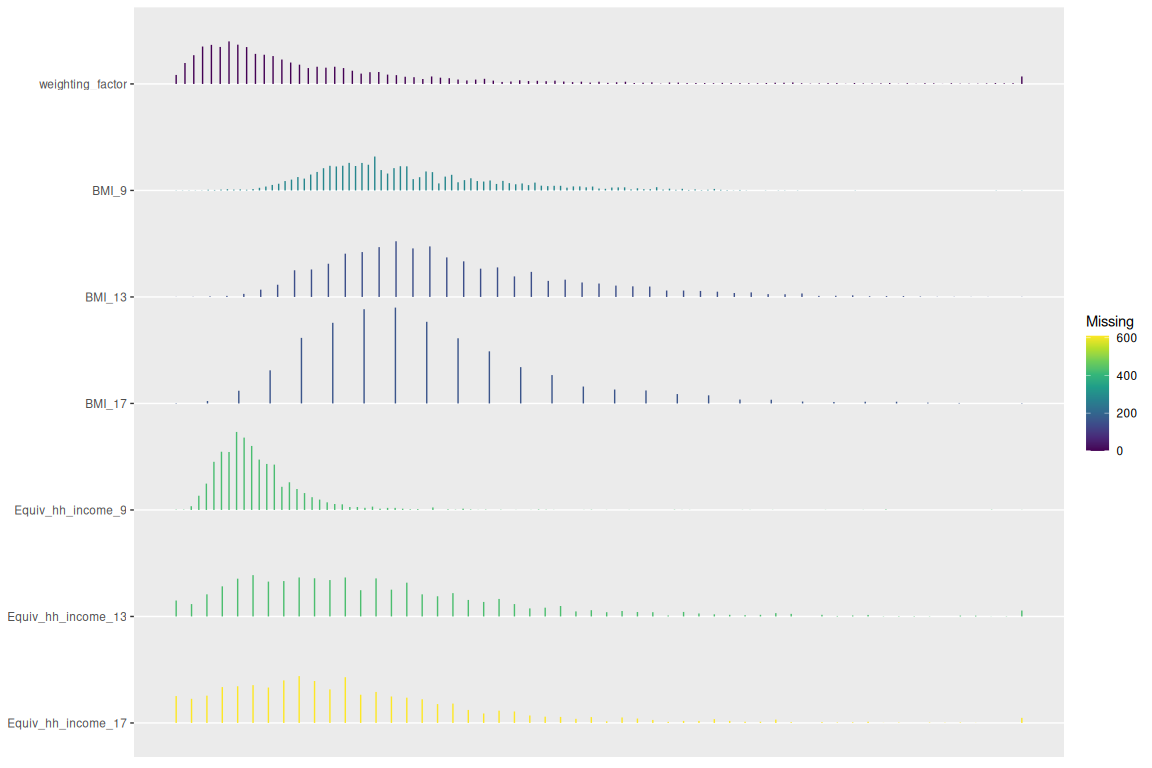 weighting_factor
BMI_9
BMI_13
BMI_17
Equiv_hh_income_9
Equiv_hh_income_13
Equiv_hh_income_17
Missing
600
400
200
0